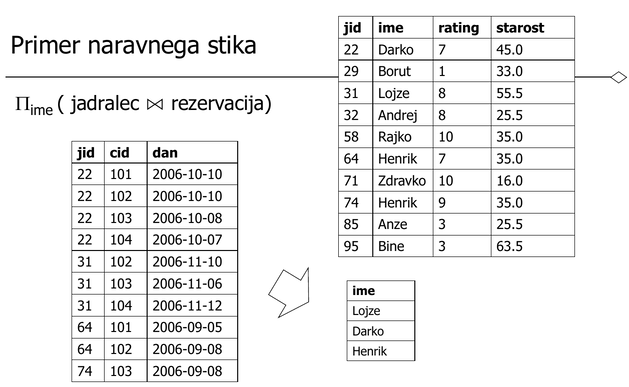 Primer naravnega stika
Π ime ( jadralec ⋈ rezervacija)
jid cid dan
22 101 2006-10-10
22 102 2006-10-10
22 103 2006-10-08
22 104 2006-10-07
31 102 2006-11-10
31 103 2006-11-06
31 104 2006-11-12
64 101 2006-09-05
64 102 2006-09-08
74 103 2006-09-08
jid ime rating starost
22 Darko 7 45.0
29 Borut 1 33.0
31 Lojze 8 55.5
32 Andrej 8 25.5
58 Rajko 10 35.0
64 Henrik 7 35.0
71 Zdravko 10 16.0
74 Henrik 9 35.0
85 Anze 3 25.5
95 Bine 3 63.5
ime
Lojze
Darko
Henrik